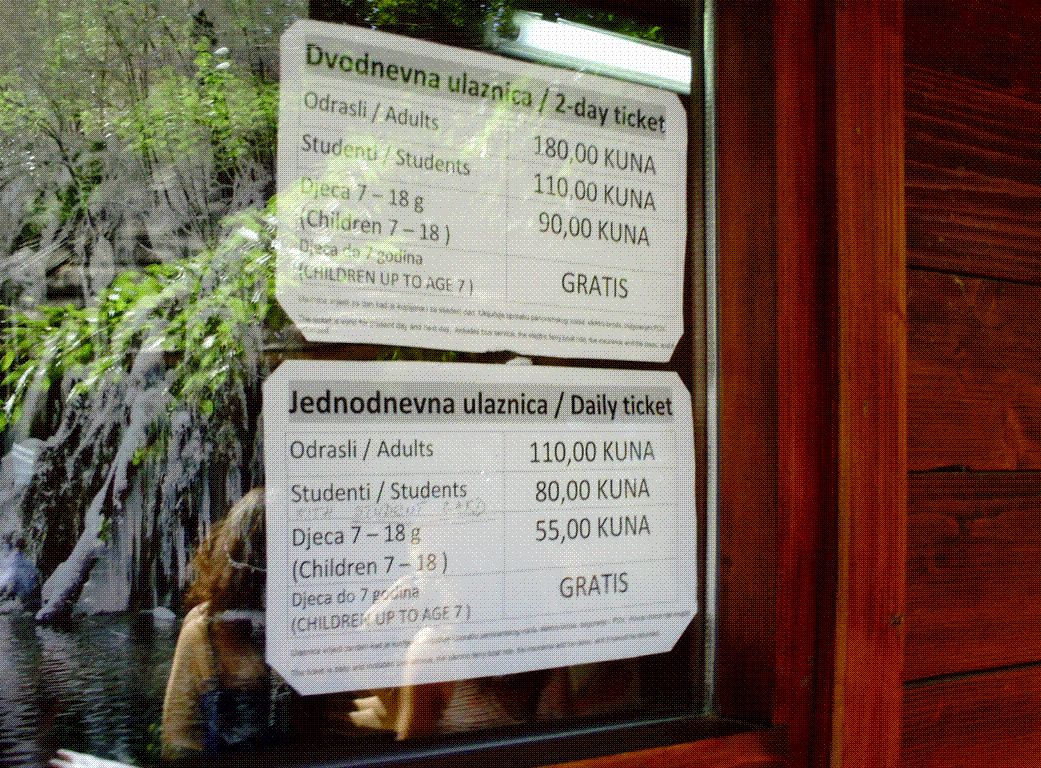 Dvodnevna ulaznica / 2-day ticket
Odrasli / Adults 180,00 KUNA
Studenti / Students 110,00 KUNA
Djeca 7 – 18 g 90,00 KUNA
(Children 7 – 18 )
Djeca do 7 godina GRATIS
(CHILDREN UP TO AGE 7 )
Jednodnevna ulaznica / Daily ticket
Odrasli / Adults 110,00 KUNA
Studenti / Students 80,00 KUNA
WITH STUDENT CARD
Djeca 7 – 18 g 55,00 KUNA
(Children 7 – 18 )
Djeca do 7 godina GRATIS
(CHILDREN UP TO AGE 7 )